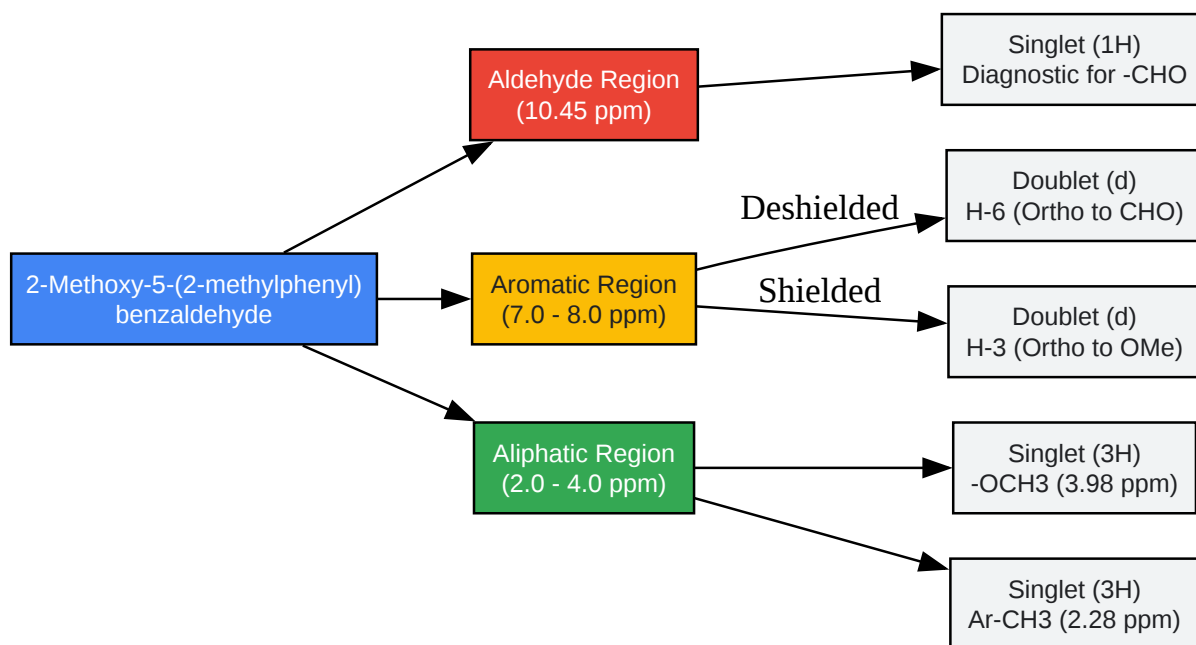 2-Methoxy-5-(2-methylphenyl)
benzaldehyde
Aldehyde Region
(10.45 ppm)
Singlet (1H)
Diagnostic for -CHO
Aromatic Region
(7.0 - 8.0 ppm)
Deshielded
Doublet (d)
H-6 (Ortho to CHO)
Shielded
Doublet (d)
H-3 (Ortho to OMe)
Aliphatic Region
(2.0 - 4.0 ppm)
Singlet (3H)
-OCH3 (3.98 ppm)
Singlet (3H)
Ar-CH3 (2.28 ppm)